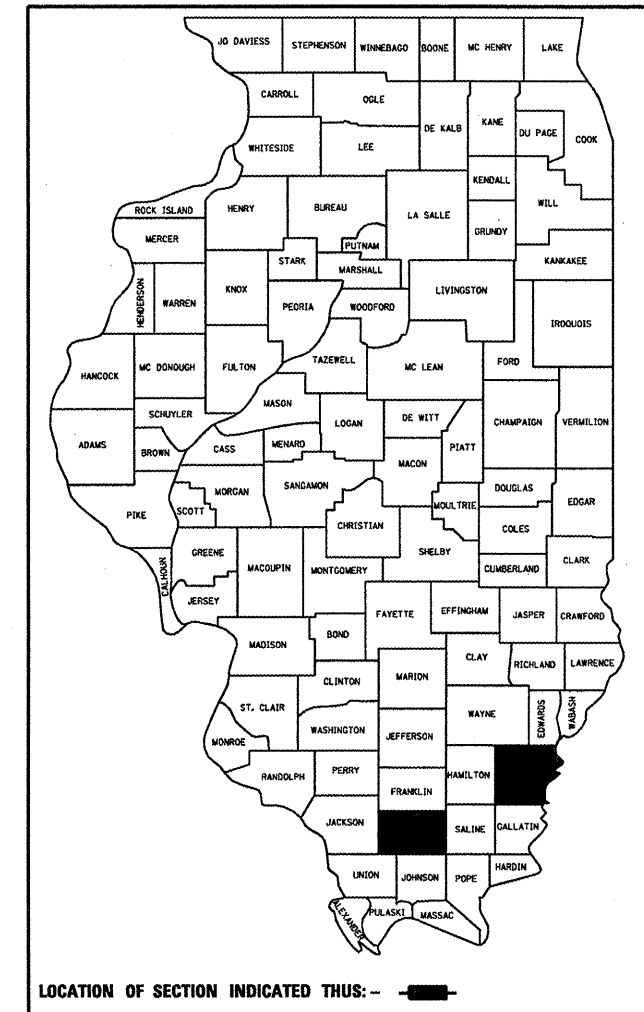 JO DAVIESS STEPHENSON WINNEBAGO BOONE MC HENRY LAKE
CARROLL OGLE DE KALB KANE DU PAGE COOK
WHITESIDE LEE KENDALL WILL
ROCK ISLAND HENRY BUREAU LA SALLE GRUNDY
MERCER PUTNAM KANKAKEE
STARK MARSHALL
HENDERSON WARREN KNOX PEORIA WOODFORD LIVINGSTON IROQUOIS
HANCOCK MC DONOUGH FULTON TAZEWELL MC LEAN FORD
SCHUYLER MASON LOGAN DE WITT CHAMPAIGN VERMILION
ADAMS BROWN CASS MENARD MACON PIATT
PIKE SCOTT MORGAN SANGAMON MOULTRIE DOUGLAS EDGAR
CHRISTIAN COLES
CALHOUN GREENE MACOUPIN MONTGOMERY SHELBY CUMBERLAND CLARK
JERSEY FAYETTE EFFINGHAM JASPER CRAWFORD
MADISON BOND
CLINTON MARION CLAY RICHLAND LAWRENCE
ST. CLAIR WASHINGTON JEFFERSON WAYNE EDWARDS WABASH
MONROE
RANDOLPH PERRY FRANKLIN HAMILTON
JACKSON SALINE GALLATIN
UNION JOHNSON POPE HARDIN
ALEXANDER PULASKI MASSAC
LOCATION OF SECTION INDICATED THUS:-